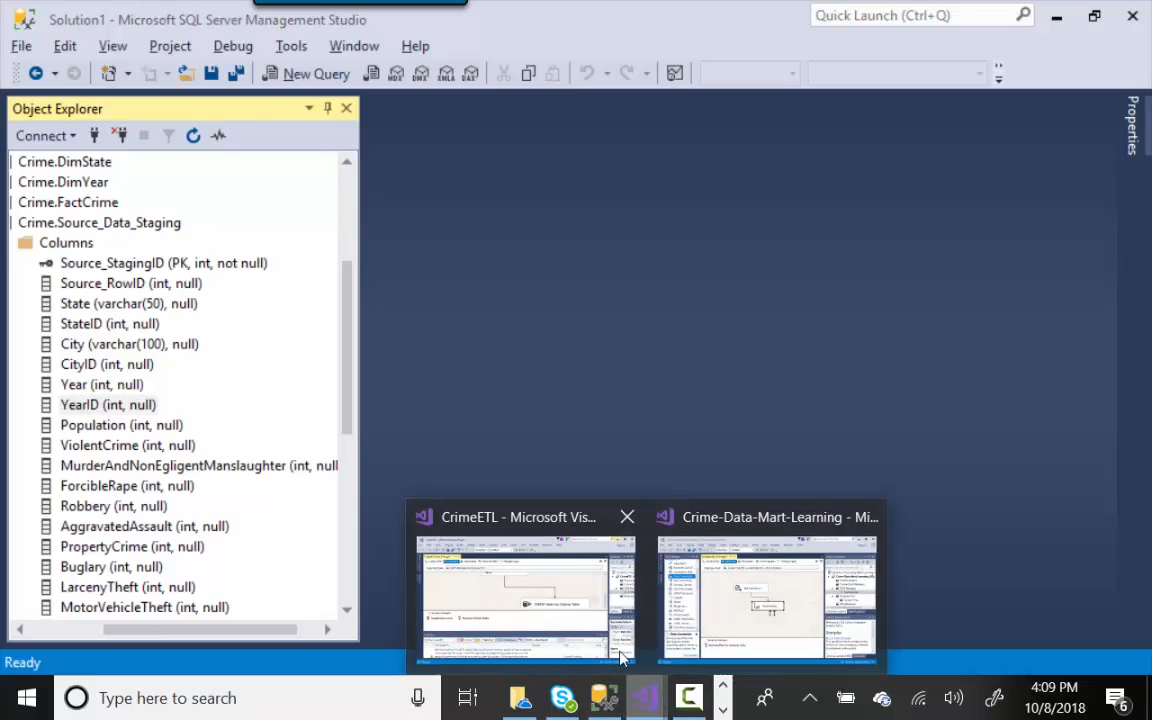 Solution1 - Microsoft SQL Server Management Studio
Quick Launch (Ctrl+Q)
File Edit View Project Debug Tools Window Help
New Query
MDX DMX XMLA DAX
Object Explorer
Properties
Connect
Crime.DimState
Crime.DimYear
Crime.FactCrime
Crime.Source_Data_Staging
Columns
Source_StagingID (PK, int, not null)
Source_RowID (int, null)
State (varchar(50), null)
StateID (int, null)
City (varchar(100), null)
CityID (int, null)
Year (int, null)
YearID (int, null)
Population (int, null)
ViolentCrime (int, null)
MurderAndNonEgligentManslaughter (int, null
ForcibleRape (int, null)
Robbery (int, null)
AggravatedAssault (int, null)
PropertyCrime (int, null)
Buglary (int, null)
LarcenyTheft (int, null)
MotorVehicleTheft (int, null)
CrimeETL - Microsoft Vis...
Crime-Data-Mart-Learning - Mi...
Ready
Type here to search
4:09 PM
10/8/2018
6